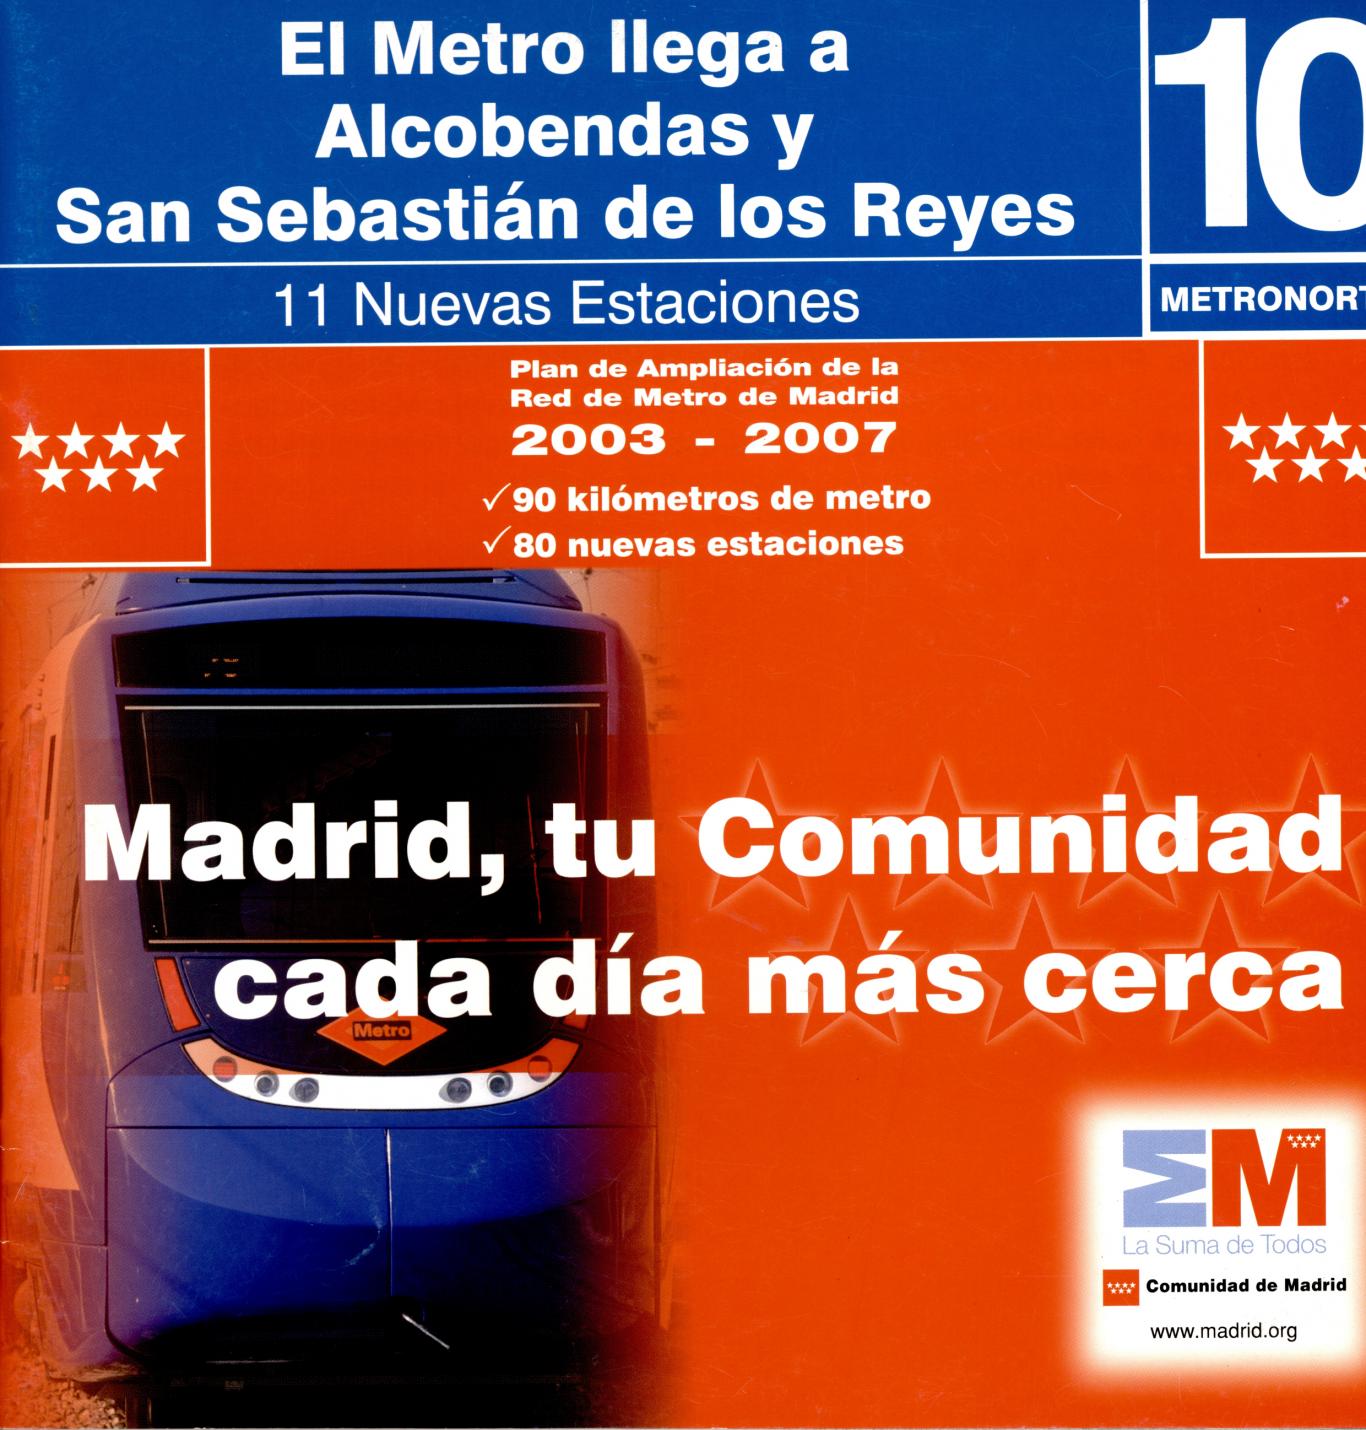 El Metro llega a
Alcobendas y
San Sebastián de los Reyes
10
11 Nuevas Estaciones
METRONORT
Plan de Ampliación de la
Red de Metro de Madrid
2003 - 2007
✓90 kilómetros de metro
✓80 nuevas estaciones
Madrid, tu Comunidad
cada día más cerca
Metro
M M
La Suma de Todos
Comunidad de Madrid
www.madrid.org